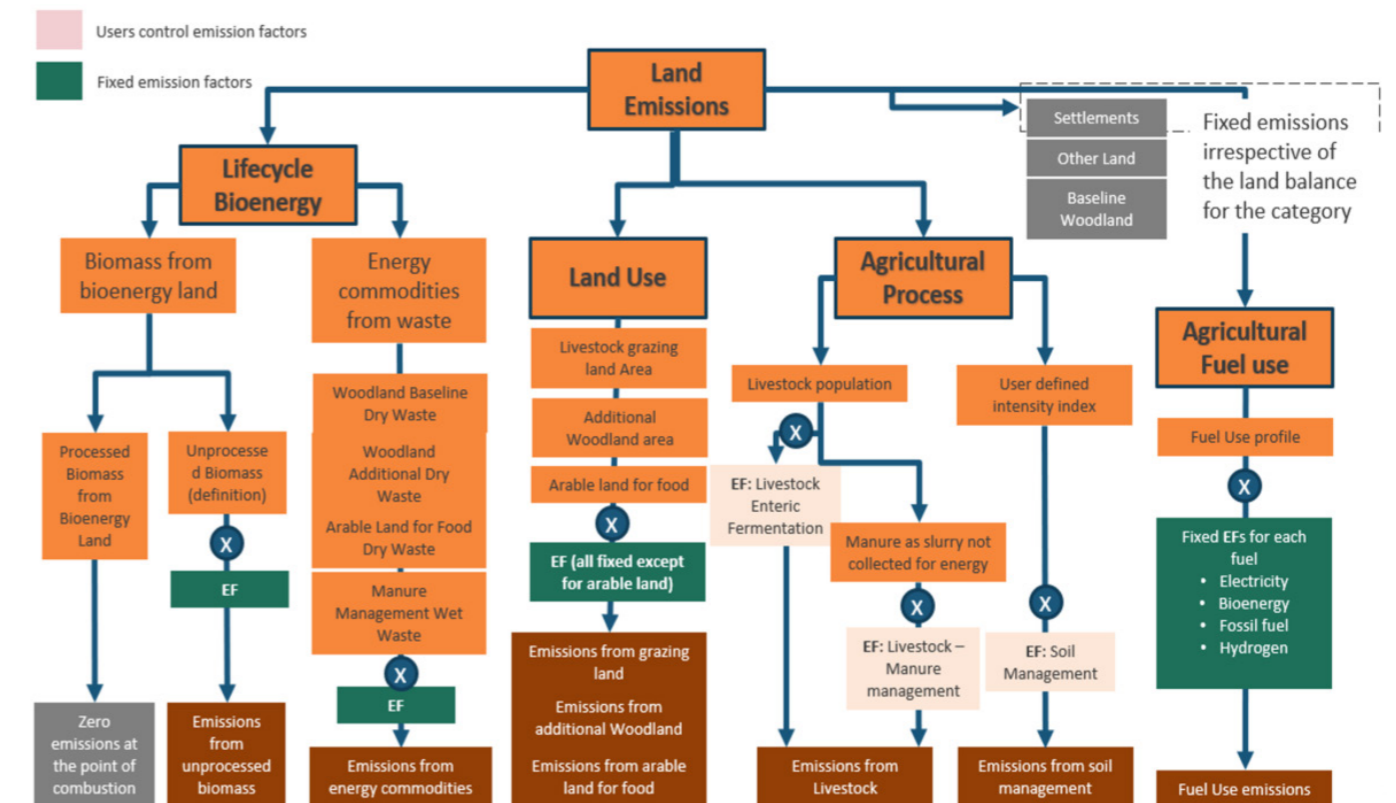 Users control emission factors
Fixed emission factors
Land
Emissions
Settlements
Other Land
Baseline
Woodland
Fixed emissions
irrespective of
the land balance
for the category
Lifecycle
Bioenergy
Biomass from
bioenergy land
Energy
commodities
from waste
Land Use
Agricultural
Process
Agricultural
Fuel use
Processed
Biomass
from
Bioenergy
Land
Unprocesse
d Biomass
(definition)
X
EF
Woodland Baseline
Dry Waste
Woodland
Additional Dry
Waste
Arable Land for Food
Dry Waste
Manure
Management Wet
Waste
X
EF
Livestock grazing
land Area
Additional
Woodland area
Arable land for food
X
EF (all fixed except
for arable land)
Livestock population
X
EF: Livestock
Enteric
Fermentation
Manure as slurry not
collected for energy
X
EF: Livestock –
Manure
management
User defined
intensity index
X
EF: Soil
Management
Fuel Use profile
X
Fixed EFs for each
fuel
• Electricity
• Bioenergy
• Fossil fuel
• Hydrogen
Zero
emissions at
the point of
combustion
Emissions
from
unprocessed
biomass
Emissions from
energy commodities
Emissions from grazing
land
Emissions from
additional Woodland
Emissions from arable
land for food
Emissions from
Livestock
Emissions from soil
management
Fuel Use emissions